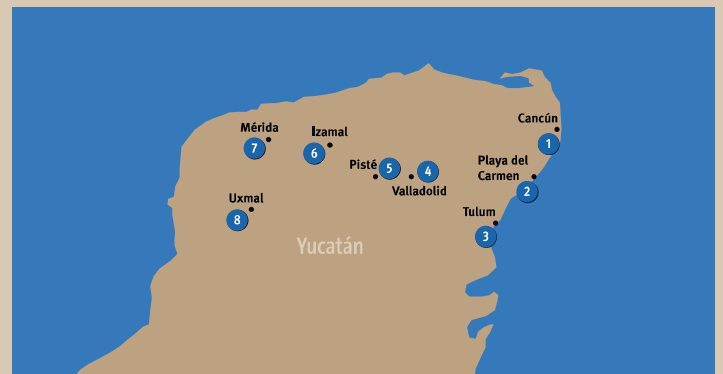 Cancún
1
Mérida
7
Izamal
6
Pisté
5
4
Valladolid
Playa del
Carmen
2
Uxmal
8
Tulum
3
Yucatán